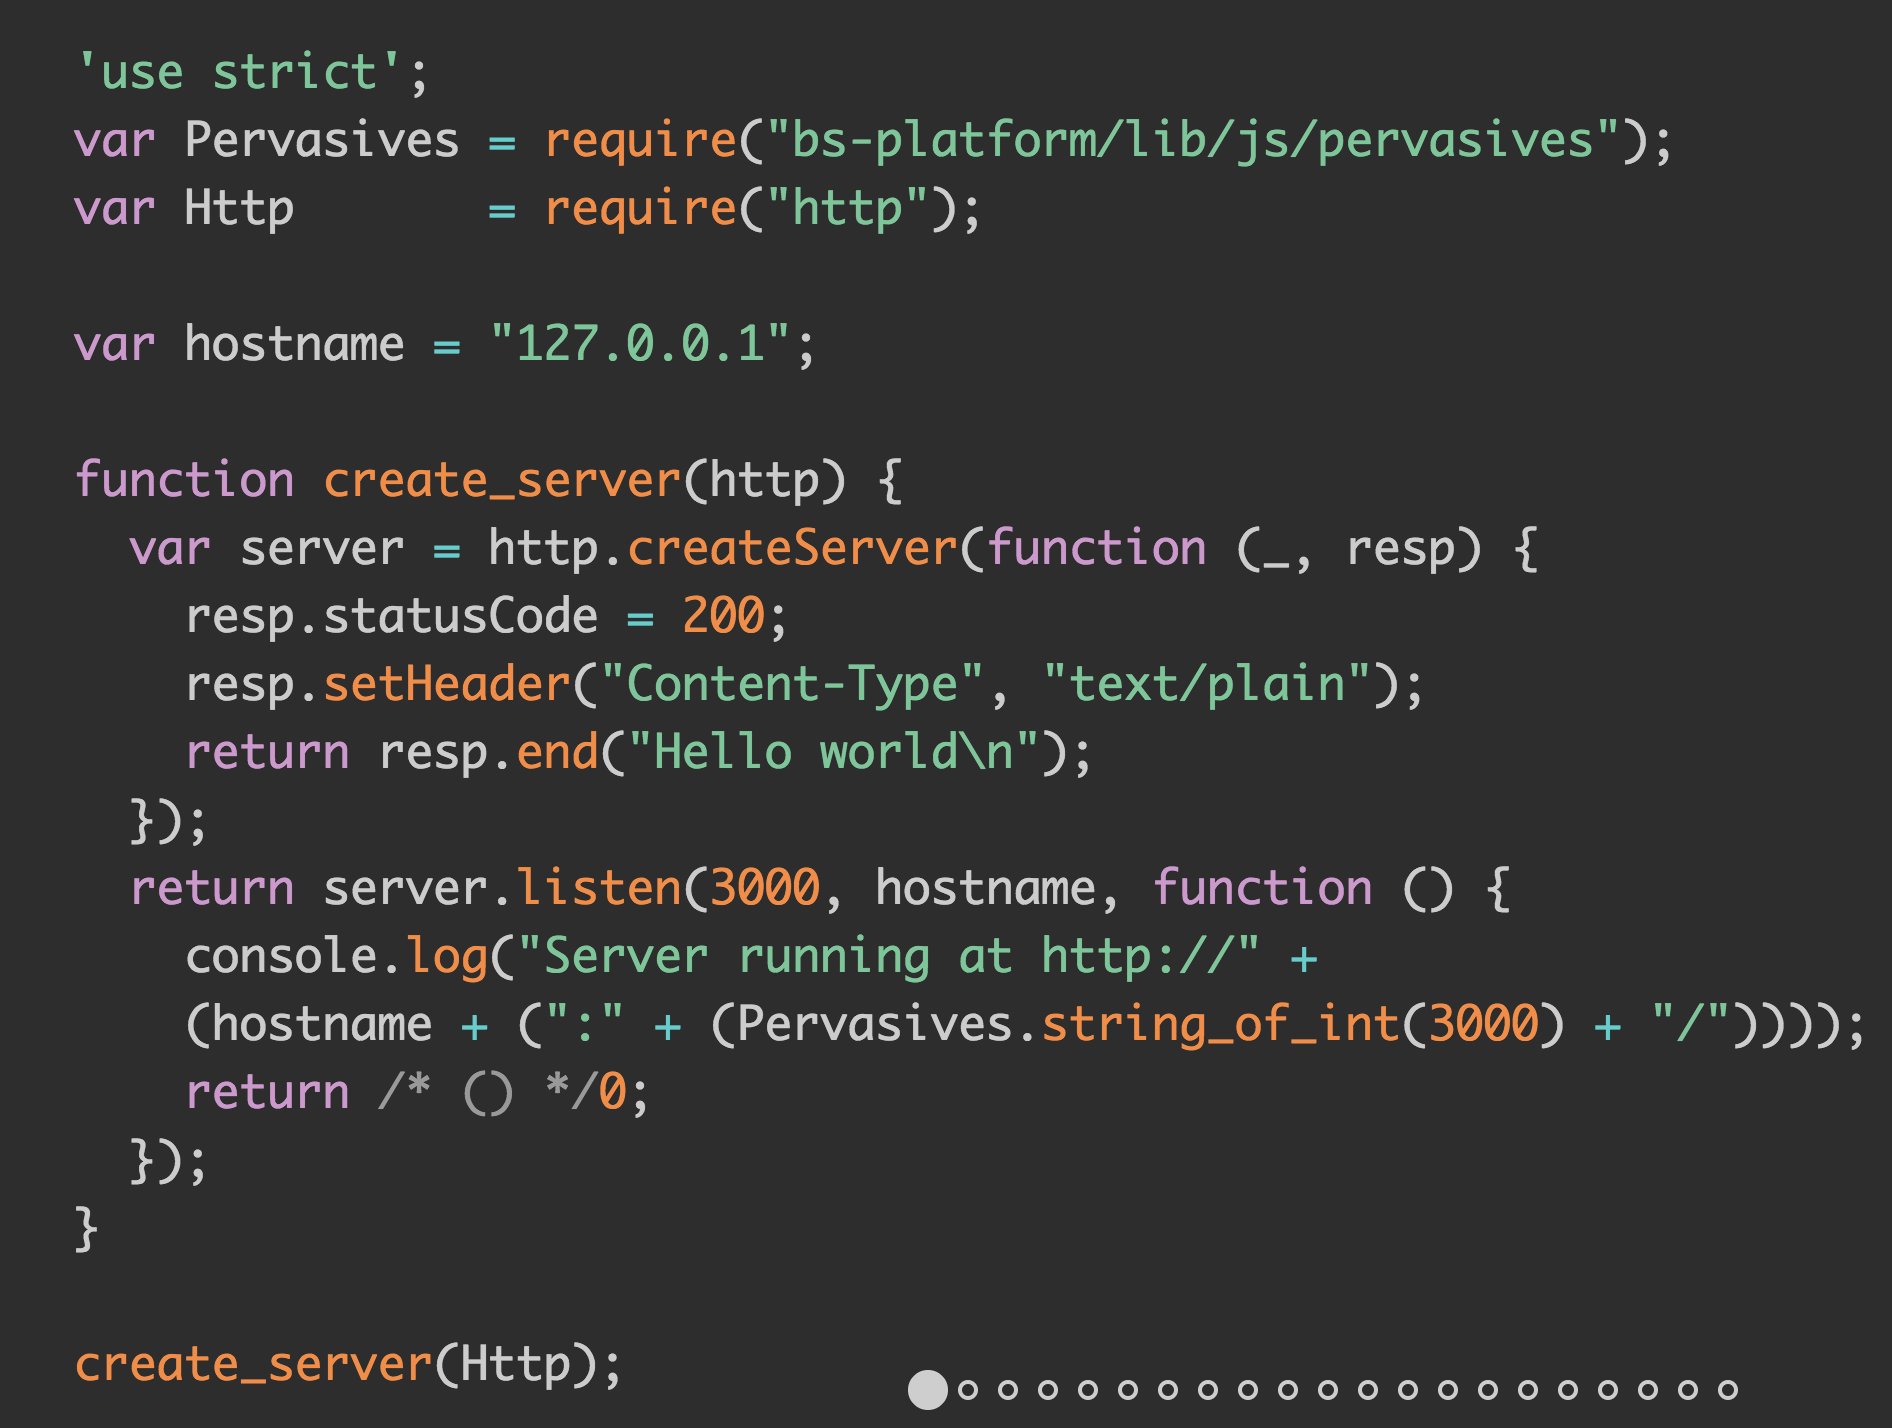 'use strict';
var Pervasives = require("bs-platform/lib/js/pervasives");
var Http       = require("http");

var hostname = "127.0.0.1";

function create_server(http) {
  var server = http.createServer(function (_, resp) {
    resp.statusCode = 200;
    resp.setHeader("Content-Type", "text/plain");
    return resp.end("Hello world\n");
  });
  return server.listen(3000, hostname, function () {
    console.log("Server running at http://" +
    (hostname + (":" + (Pervasives.string_of_int(3000) + "/"))));
    return /* () */0;
  });
}

create_server(Http);